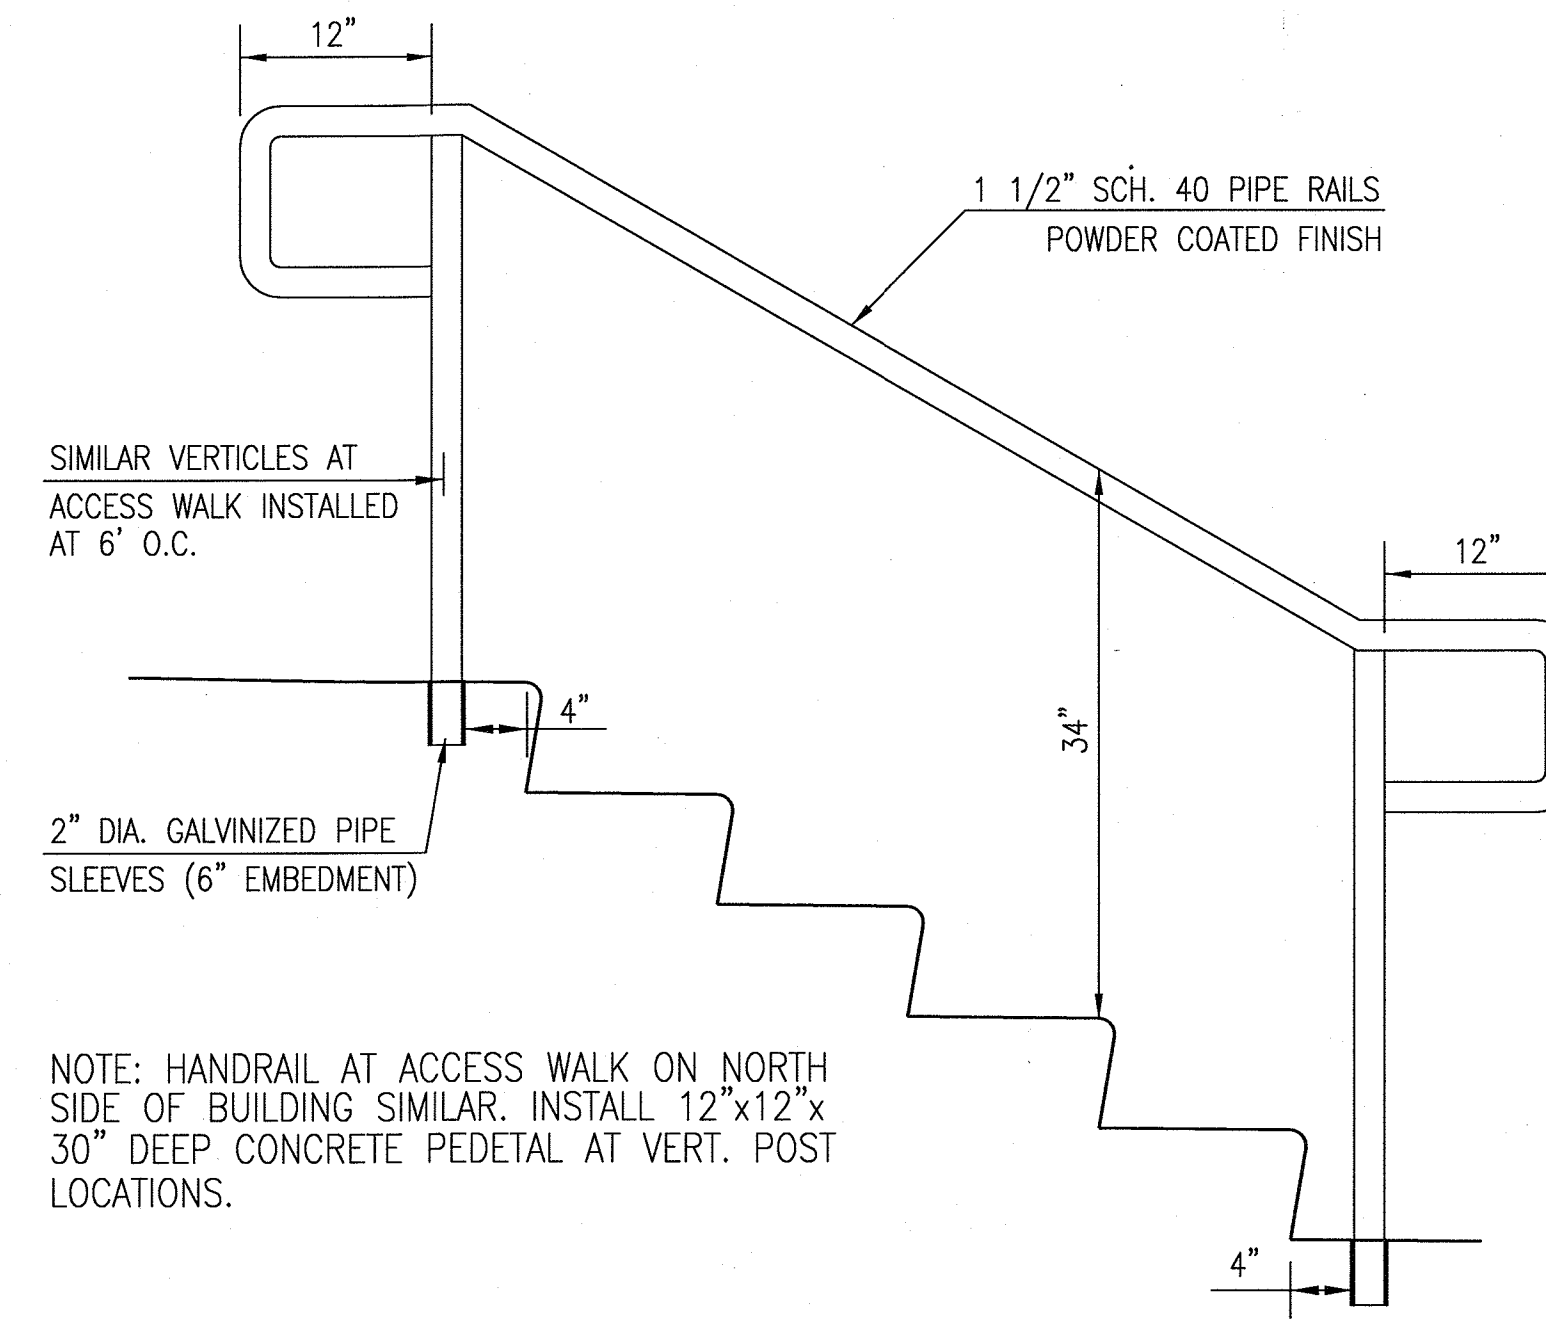 12”
1 1/2” SCH. 40 PIPE RAILS
POWDER COATED FINISH
SIMILAR VERTICLES AT
ACCESS WALK INSTALLED
AT 6’ O.C.
12”
4”
34”
2” DIA. GALVINIZED PIPE
SLEEVES (6” EMBEDMENT)
NOTE: HANDRAIL AT ACCESS WALK ON NORTH
SIDE OF BUILDING SIMILAR. INSTALL 12”x12”x
30” DEEP CONCRETE PEDETAL AT VERT. POST
LOCATIONS.
4”